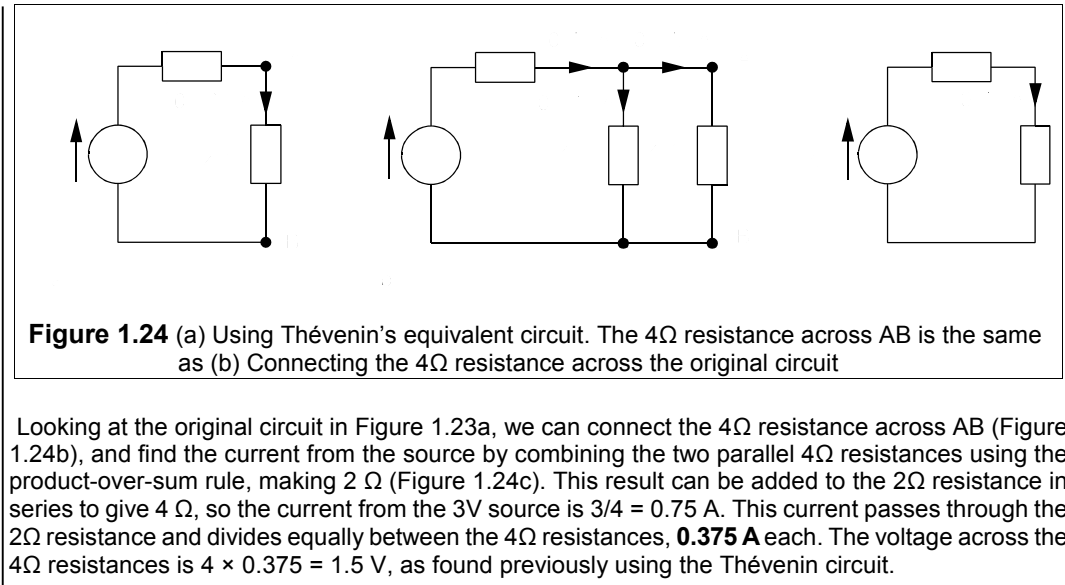 Figure 1.24 (a) Using Thévenin's equivalent circuit. The 4Ω resistance across AB is the same
as (b) Connecting the 4Ω resistance across the original circuit
Looking at the original circuit in Figure 1.23a, we can connect the 4Ω resistance across AB (Figure
1.24b), and find the current from the source by combining the two parallel 4Ω resistances using the
product-over-sum rule, making 2 Ω (Figure 1.24c). This result can be added to the 2Ω resistance in
series to give 4 Ω, so the current from the 3V source is 3/4 = 0.75 A. This current passes through the
2Ω resistance and divides equally between the 4Ω resistances, 0.375 A each. The voltage across the
4Ω resistances is 4 × 0.375 = 1.5 V, as found previously using the Thévenin circuit.